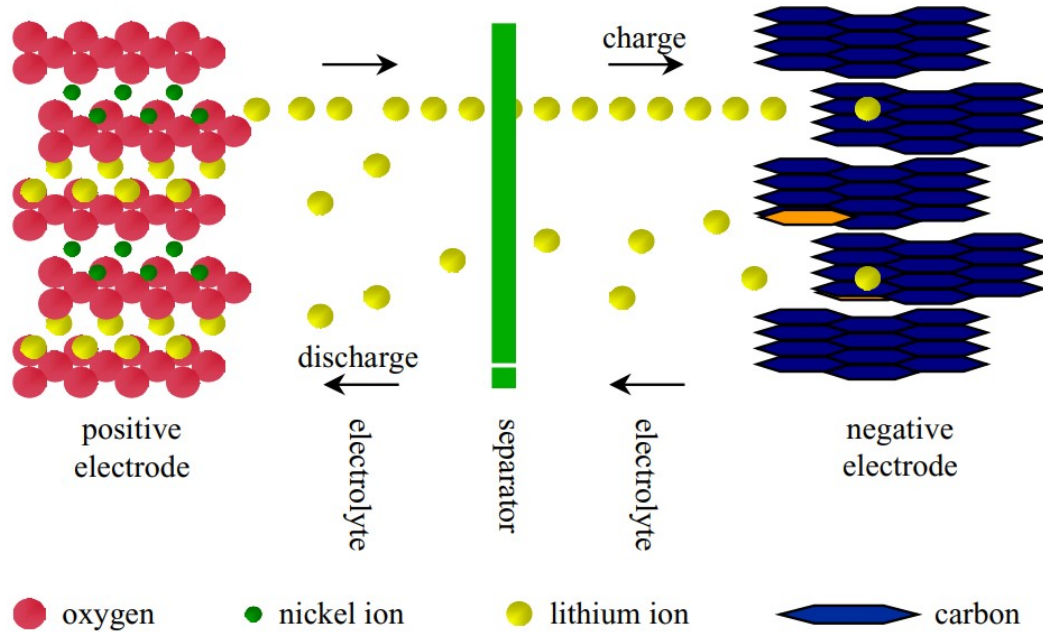 charge
discharge
positive
electrode
electrolyte
separator
electrolyte
negative
electrode
oxygen
nickel ion
lithium ion
carbon